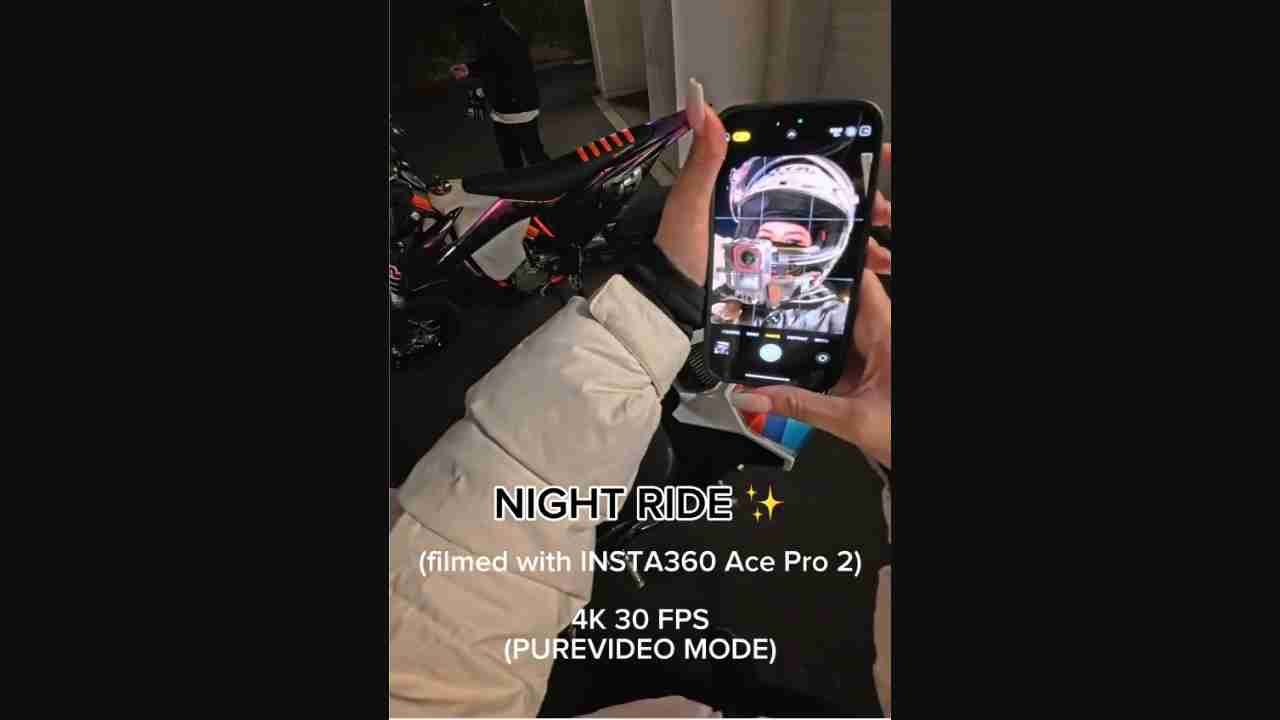 NIGHT RIDE ✨
(filmed with INSTA360 Ace Pro 2)
4K 30 FPS
(PUREVIDEO MODE)